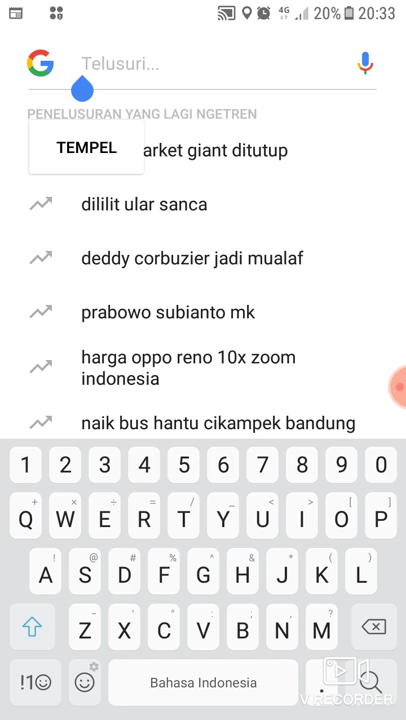 4G 20% 20:33
Telusuri...
PENELUSURAN YANG LAGI NGETREN
TEMPEL
arket giant ditutup
dililit ular sanca
deddy corbuzier jadi mualaf
prabowo subianto mk
harga oppo reno 10x zoom
indonesia
naik bus hantu cikampek bandung
1 2 3 4 5 6 7 8 9 0
+ × ÷ = / _ < > [ ]
Q W E R T Y U I O P
! @ # % ^ & * ( )
A S D F G H J K L
- ' " : ; , ?
Z X C V B N M
!1☺ Bahasa Indonesia .
V RECORDER